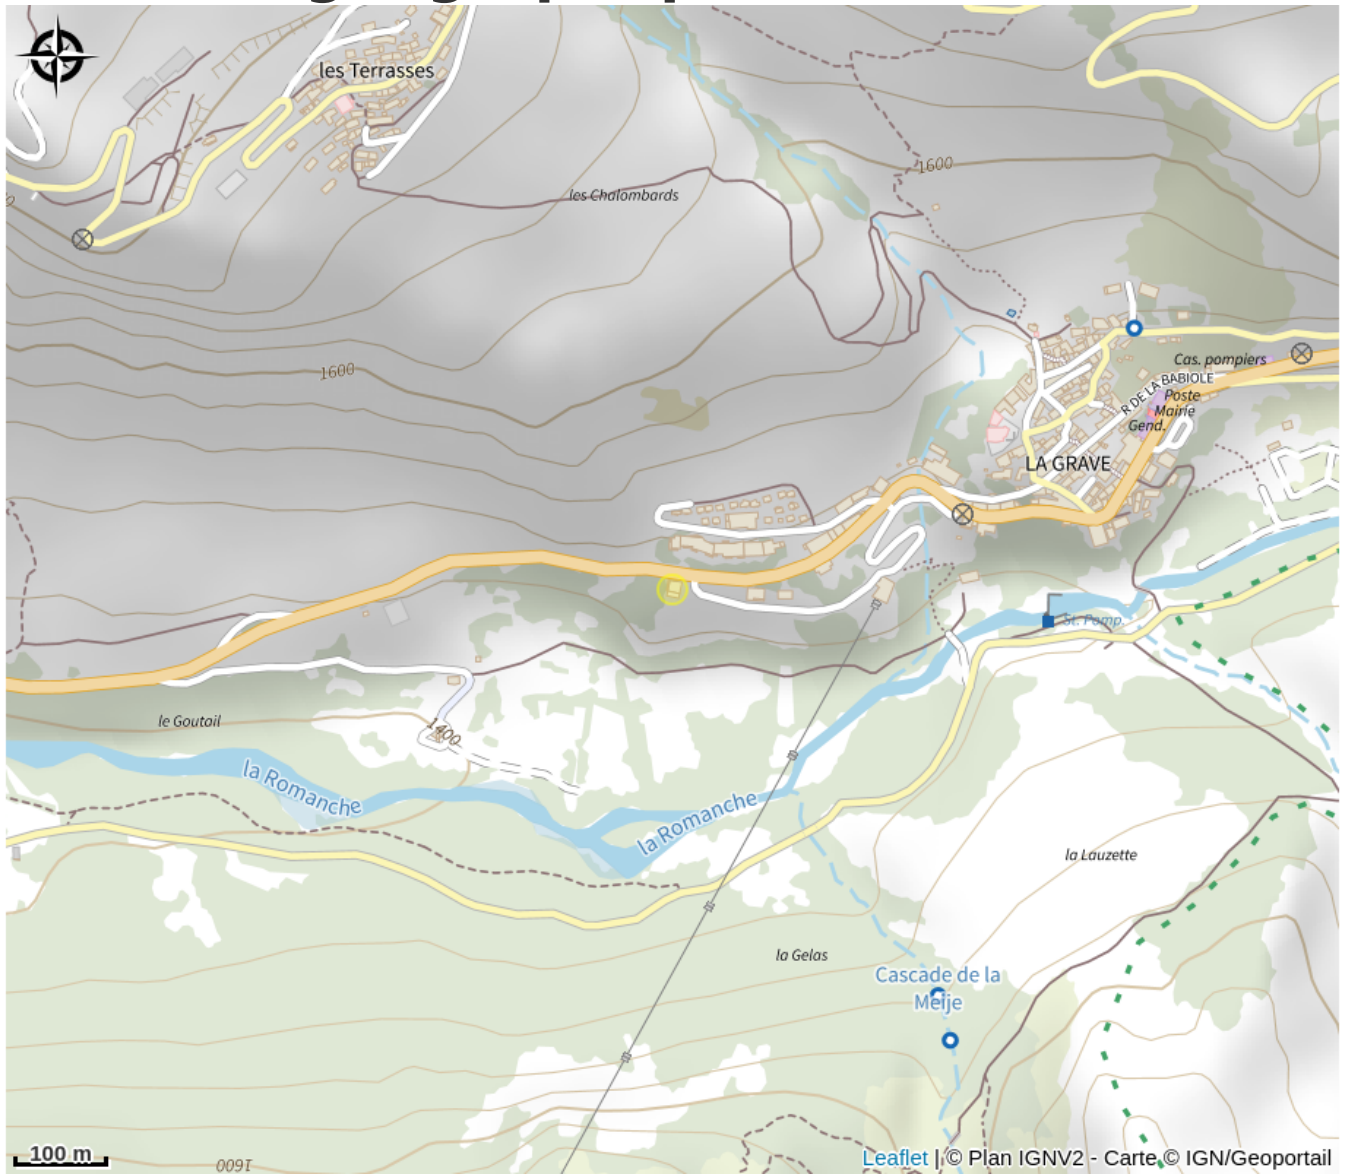 les Terrasses
1600
les Chalombards
1600
Cas. pompiers
R DE LA BABIOLE
Poste
Mairie
Gend.
LA GRAVE
St. Pomp.
le Goutail
1400
la Romanche
la Romanche
la Lauzette
la Gelas
Cascade de la
Meije
100 m
1600
Leaflet | © Plan IGNV2 - Carte © IGN/Geoportail